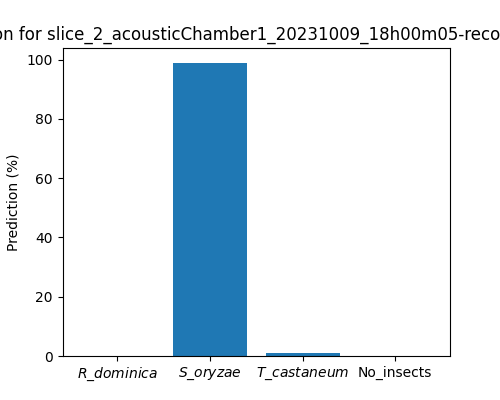 on for slice_2_acousticChamber1_20231009_18h00m05-reco
100
80
60
40
20
0
Prediction (%)
R_dominica S_oryzae T_castaneum No_insects